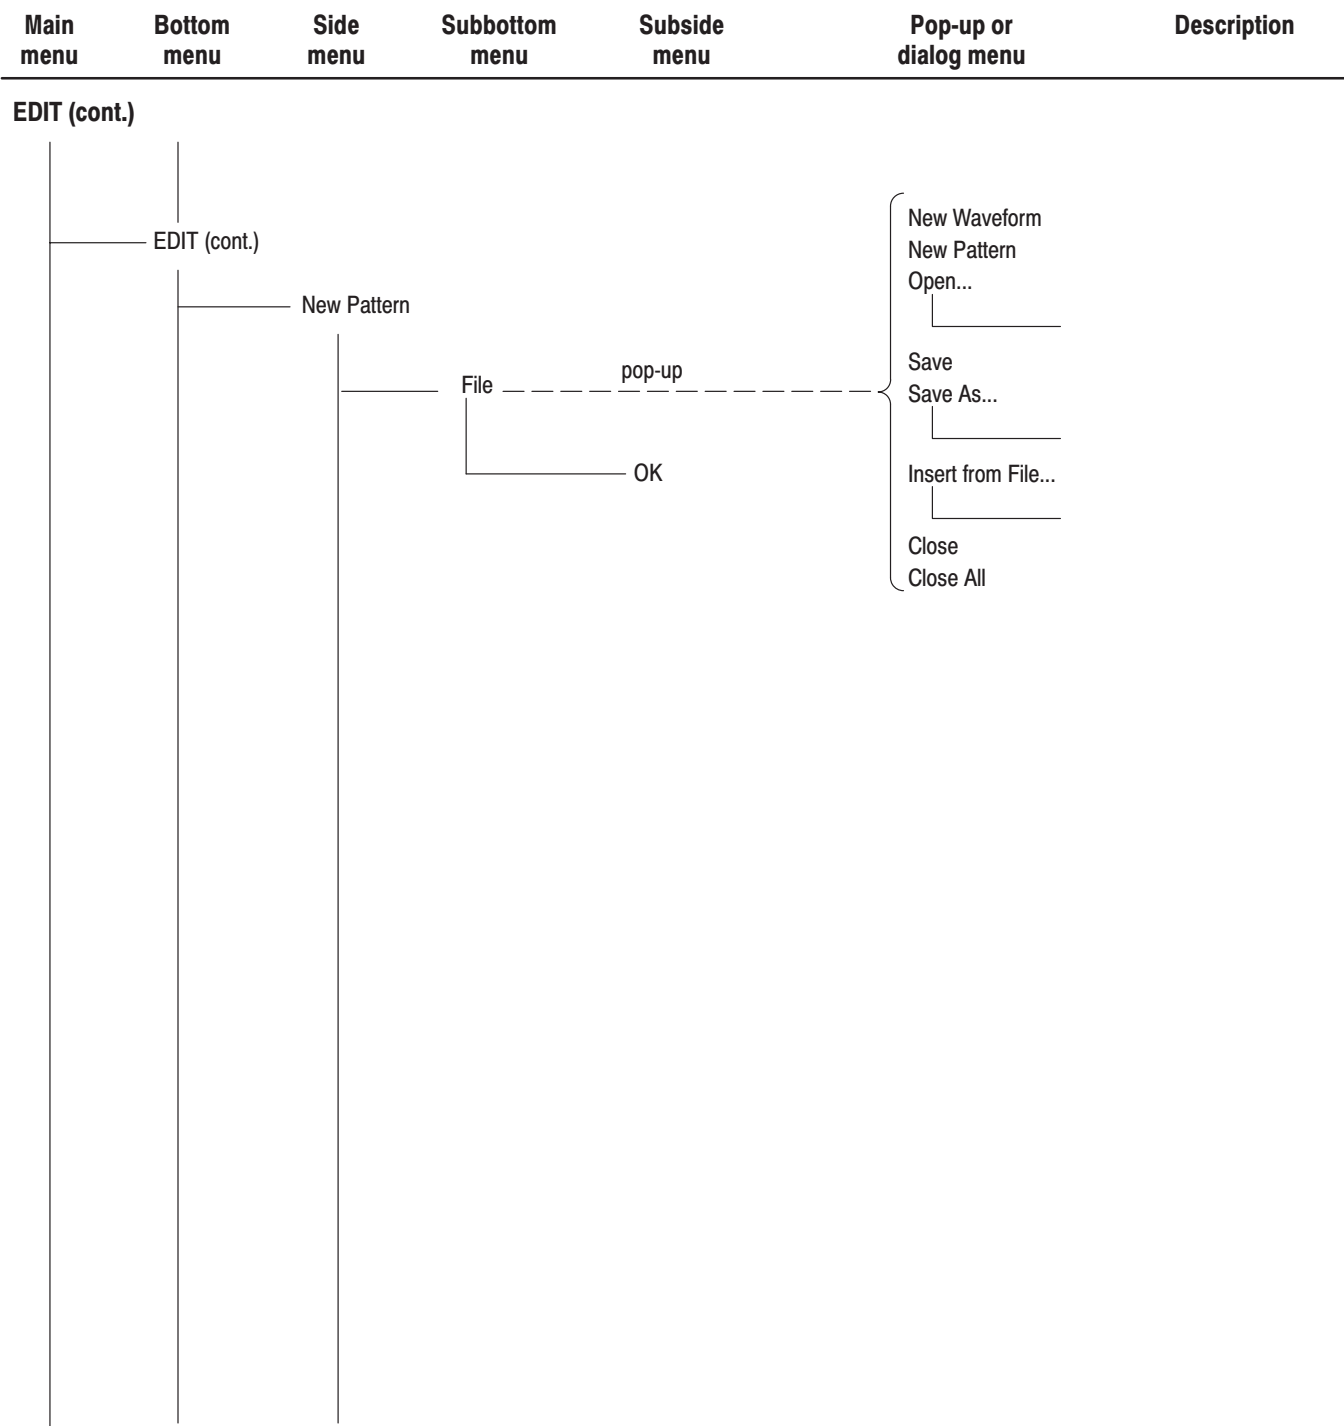 Main menu
Bottom menu
Side menu
Subbottom menu
Subside menu
Pop-up or dialog menu
Description
EDIT (cont.)
New Waveform
EDIT (cont.)
New Pattern
Open...
New Pattern
Save
pop-up
File
Save As...
OK
Insert from File...
Close
Close All